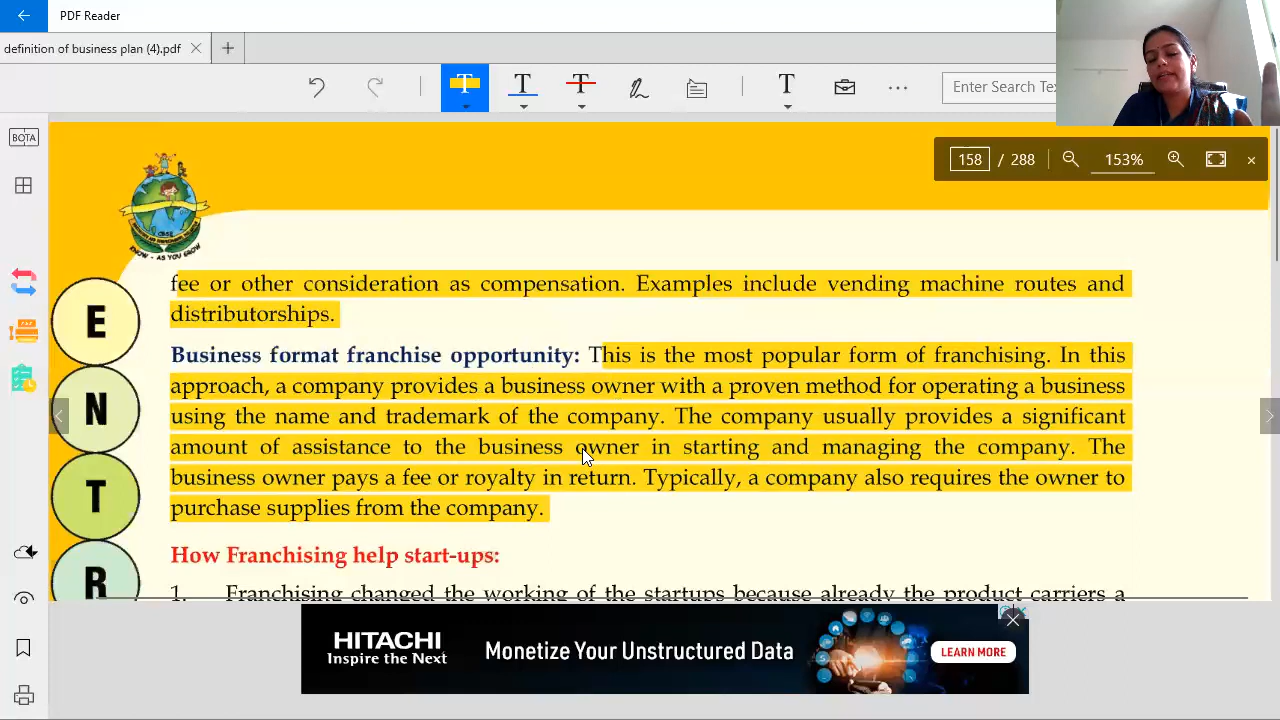 PDF Reader
definition of business plan (4).pdf
Enter Search Tex
BOTA
158 / 288
153%
KNOW - AS YOU GROW
fee or other consideration as compensation. Examples include vending machine routes and
distributorships.
Business format franchise opportunity: This is the most popular form of franchising. In this
approach, a company provides a business owner with a proven method for operating a business
using the name and trademark of the company. The company usually provides a significant
amount of assistance to the business owner in starting and managing the company. The
business owner pays a fee or royalty in return. Typically, a company also requires the owner to
purchase supplies from the company.
How Franchising help start-ups:
1. Franchising changed the working of the startups because already the product carriers a
E
N
T
R
HITACHI
Inspire the Next
Monetize Your Unstructured Data
LEARN MORE